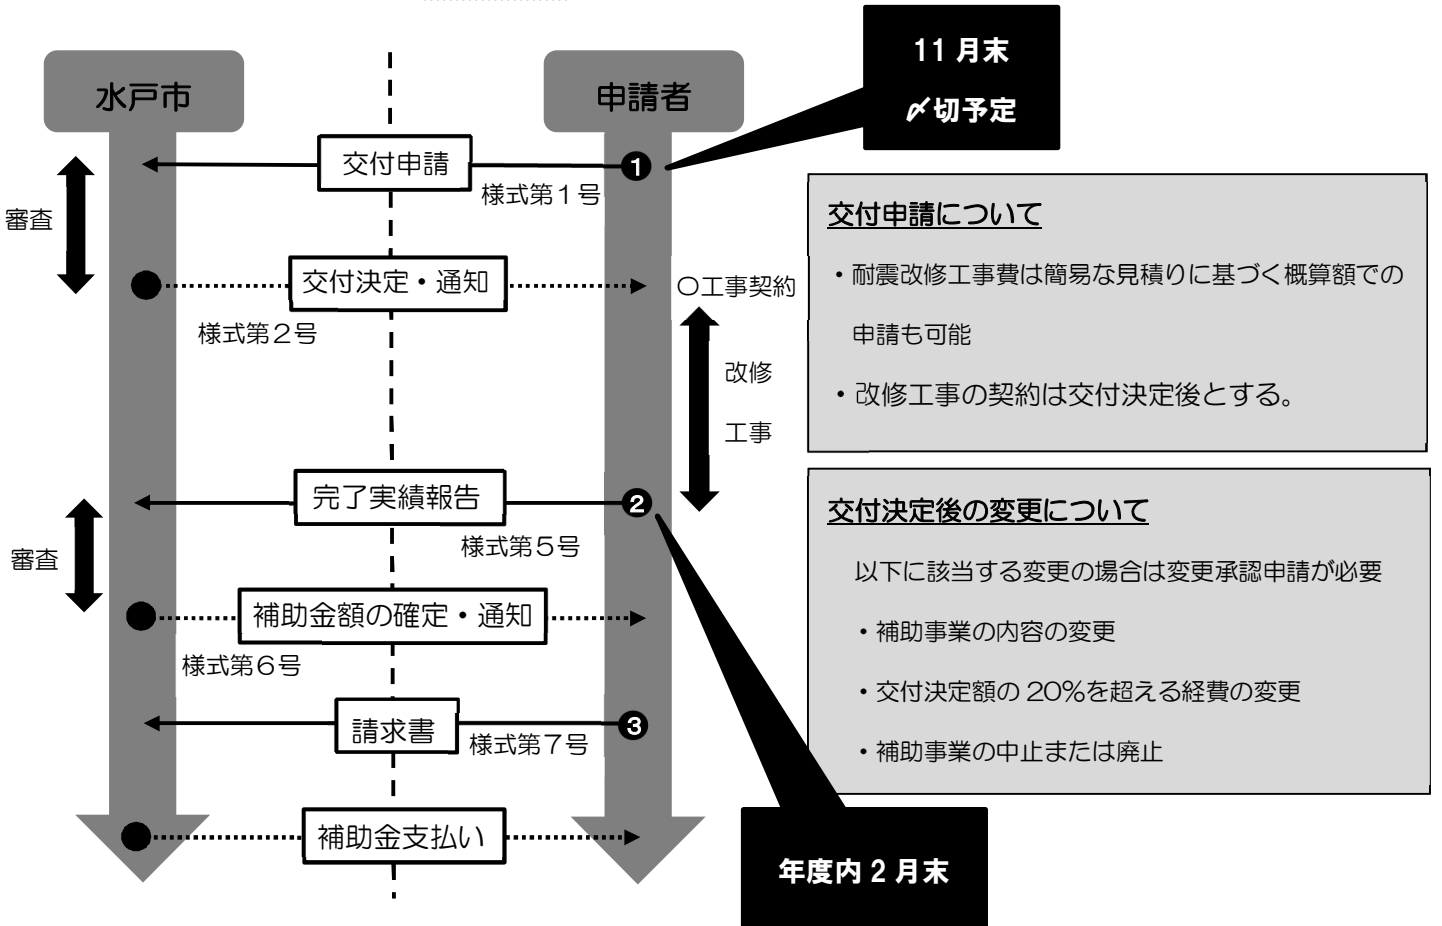 水戸市
申請者
11月末
〆切予定
交付申請
❶
様式第１号
審査
交付決定・通知
様式第２号
〇工事契約
改修
工事
完了実績報告
❷
様式第５号
審査
補助金額の確定・通知
様式第６号
請求書
❸
様式第７号
補助金支払い
年度内２月末
交付申請について
・耐震改修工事費は簡易な見積りに基づく概算額での
申請も可能
・改修工事の契約は交付決定後とする。
交付決定後の変更について
以下に該当する変更の場合は変更承認申請が必要
・補助事業の内容の変更
・交付決定額の20%を超える経費の変更
・補助事業の中止または廃止